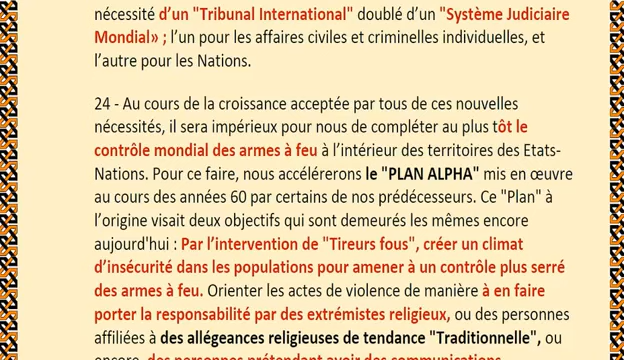 nécessité d’un "Tribunal International" doublé d’un "Système Judiciaire
Mondial» ; l’un pour les affaires civiles et criminelles individuelles, et
l’autre pour les Nations.
24 - Au cours de la croissance acceptée par tous de ces nouvelles
nécessités, il sera impérieux pour nous de compléter au plus tôt le
contrôle mondial des armes à feu à l’intérieur des territoires des Etats-
Nations. Pour ce faire, nous accélérerons le "PLAN ALPHA" mis en œuvre
au cours des années 60 par certains de nos prédécesseurs. Ce "Plan" à
l’origine visait deux objectifs qui sont demeurés les mêmes encore
aujourd'hui : Par l’intervention de "Tireurs fous", créer un climat
d’insécurité dans les populations pour amener à un contrôle plus serré
des armes à feu. Orienter les actes de violence de manière à en faire
porter la responsabilité par des extrémistes religieux, ou des personnes
affiliées à des allégeances religieuses de tendance "Traditionnelle", ou
encore, des personnes prétendant avoir des communications